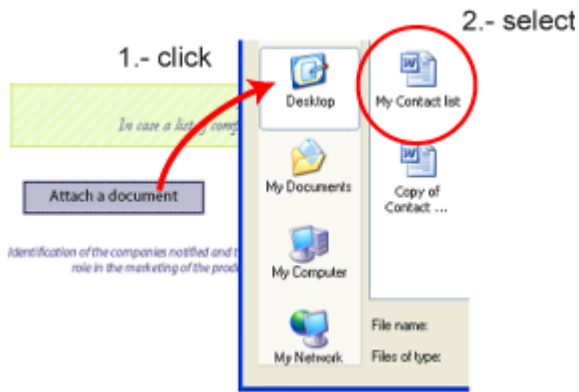 2.- select
1.- click
Desktop
My Contact list
In case a list of comp
My Documents
Copy of
Contact ...
Attach a document
Identification of the companies notified and t
role in the marketing of the produ
My Computer
My Network
File name:
Files of type: